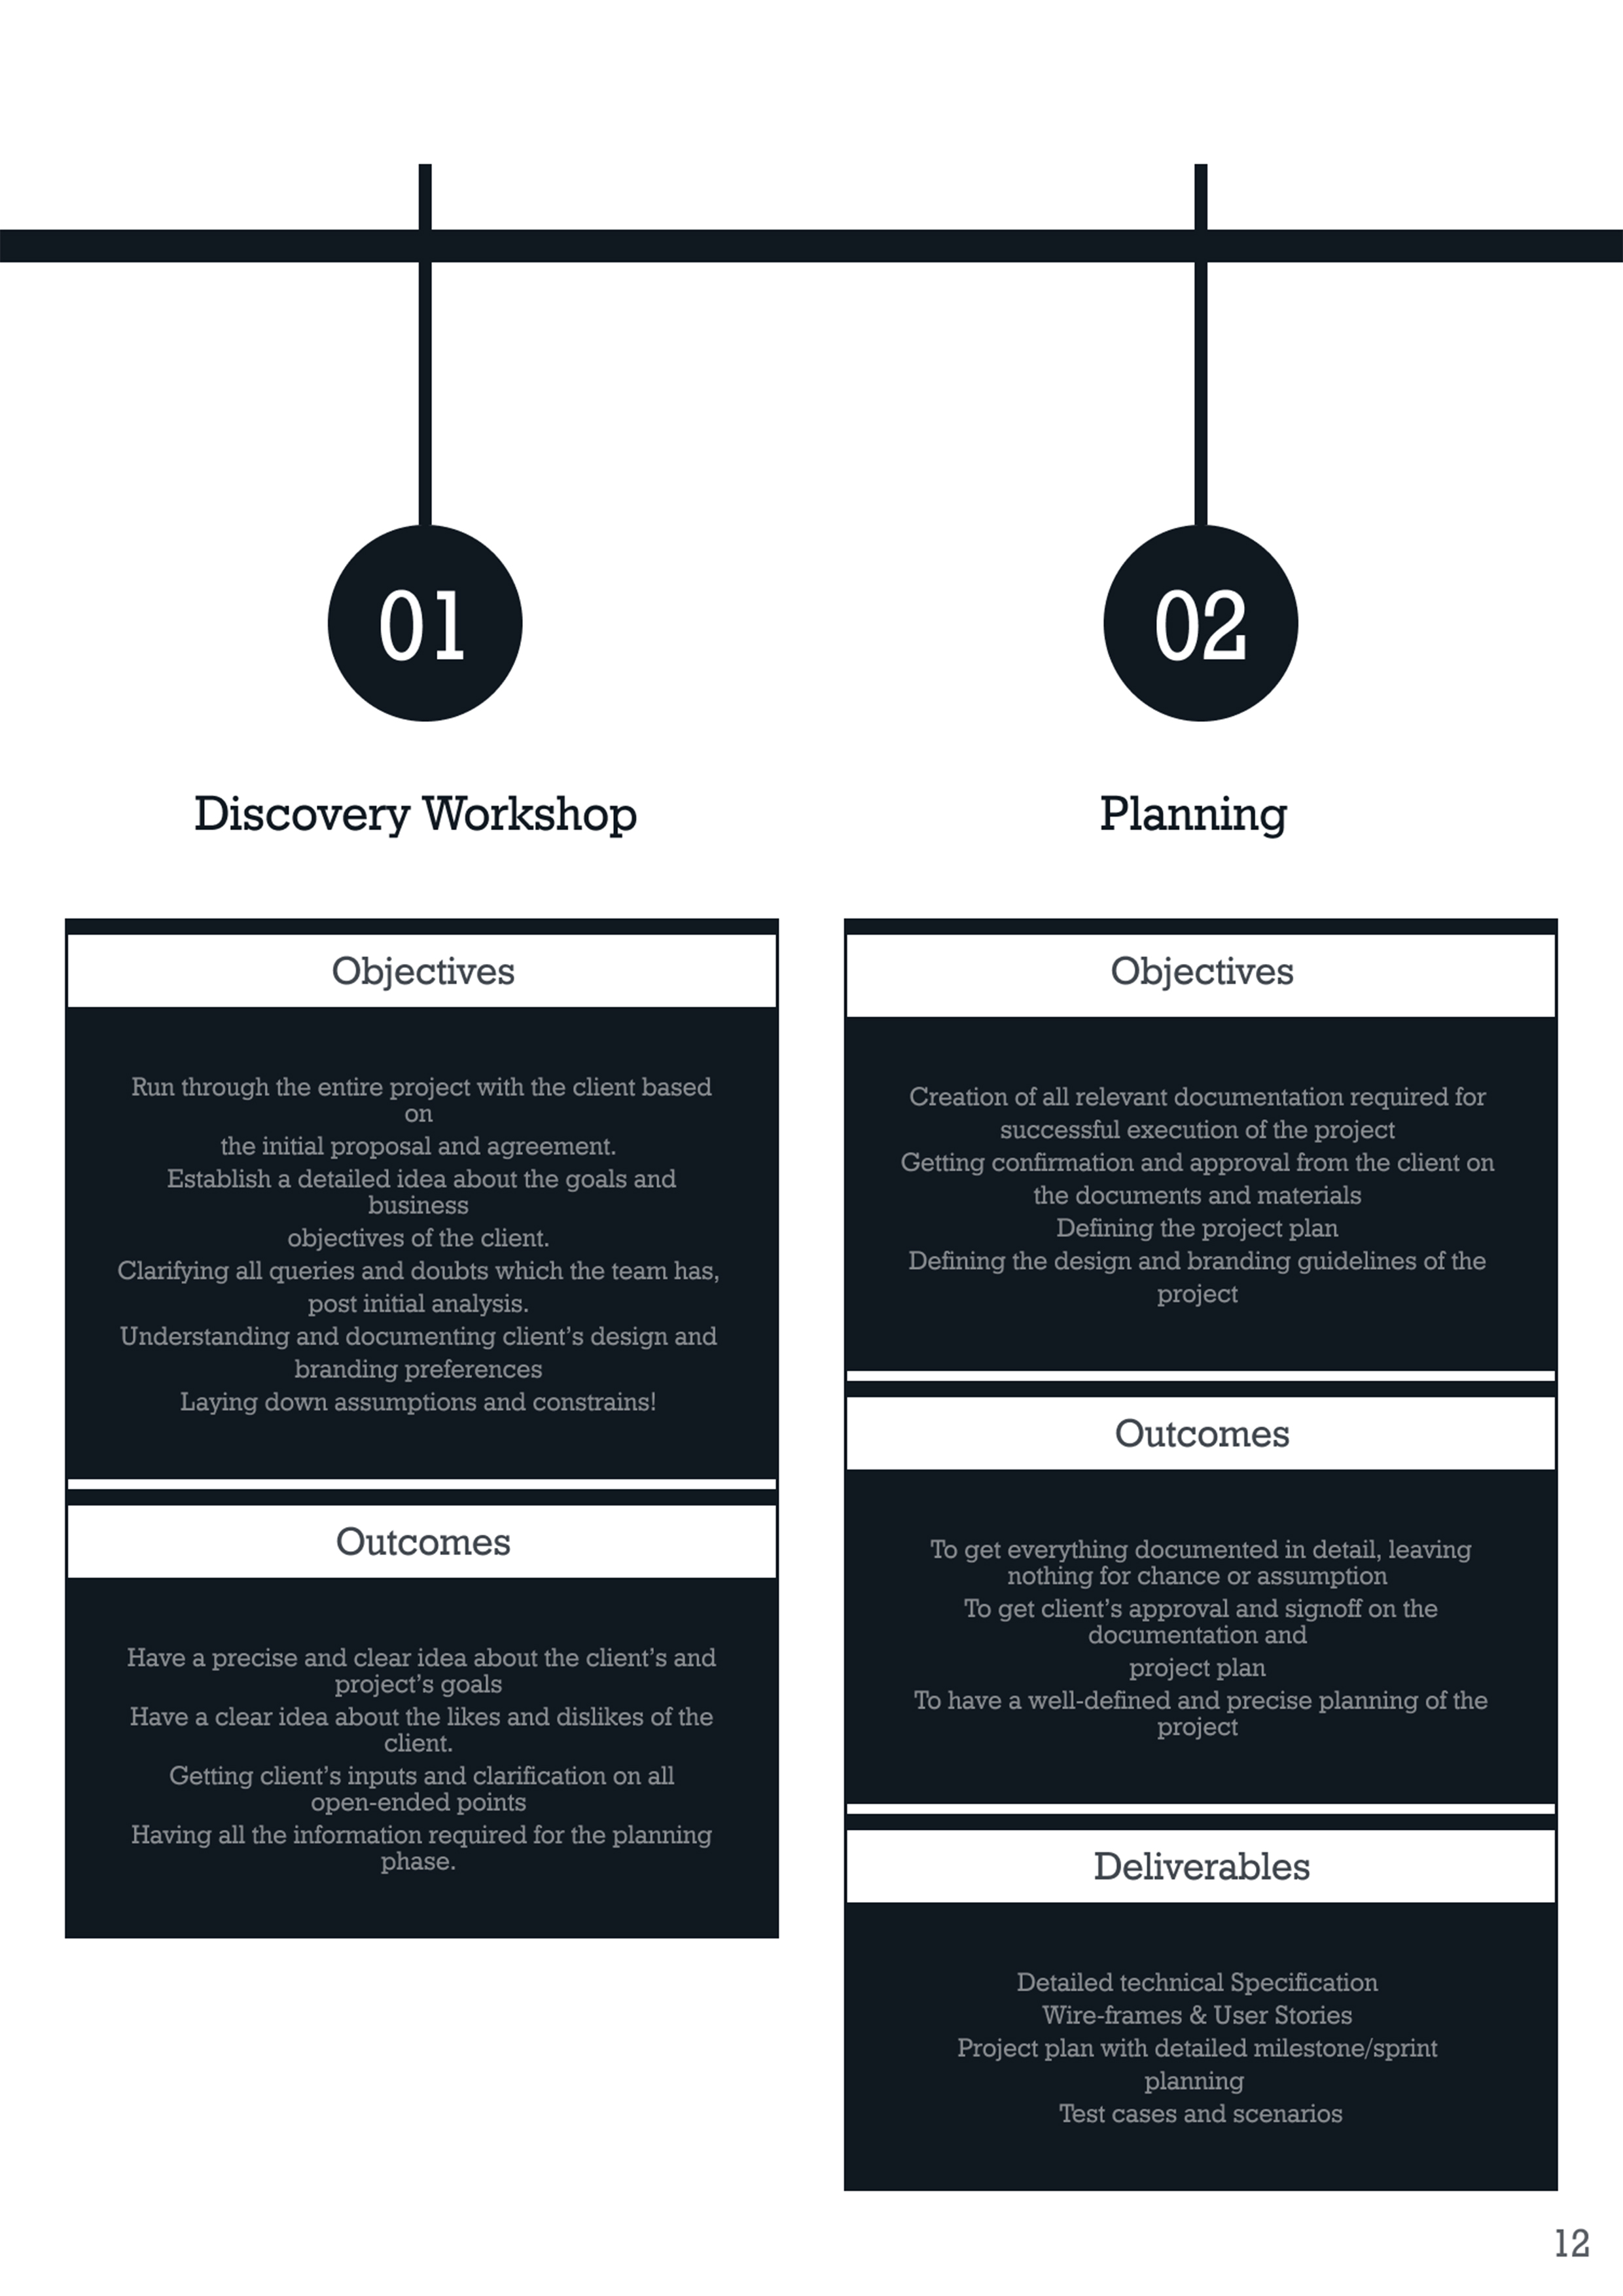 01
Discovery Workshop
Objectives
Run through the entire project with the client based
on
the initial proposal and agreement.
Establish a detailed idea about the goals and
business
objectives of the client.
Clarifying all queries and doubts which the team has,
post initial analysis.
Understanding and documenting client’s design and
branding preferences
Laying down assumptions and constrains!
Outcomes
Have a precise and clear idea about the client’s and
project’s goals
Have a clear idea about the likes and dislikes of the
client.
Getting client’s inputs and clarification on all
open-ended points
Having all the information required for the planning
phase.
02
Planning
Objectives
Creation of all relevant documentation required for
successful execution of the project
Getting confirmation and approval from the client on
the documents and materials
Defining the project plan
Defining the design and branding guidelines of the
project
Outcomes
To get everything documented in detail, leaving
nothing for chance or assumption
To get client’s approval and signoff on the
documentation and
project plan
To have a well-defined and precise planning of the
project
Deliverables
Detailed technical Specification
Wire-frames & User Stories
Project plan with detailed milestone/sprint
planning
Test cases and scenarios
12